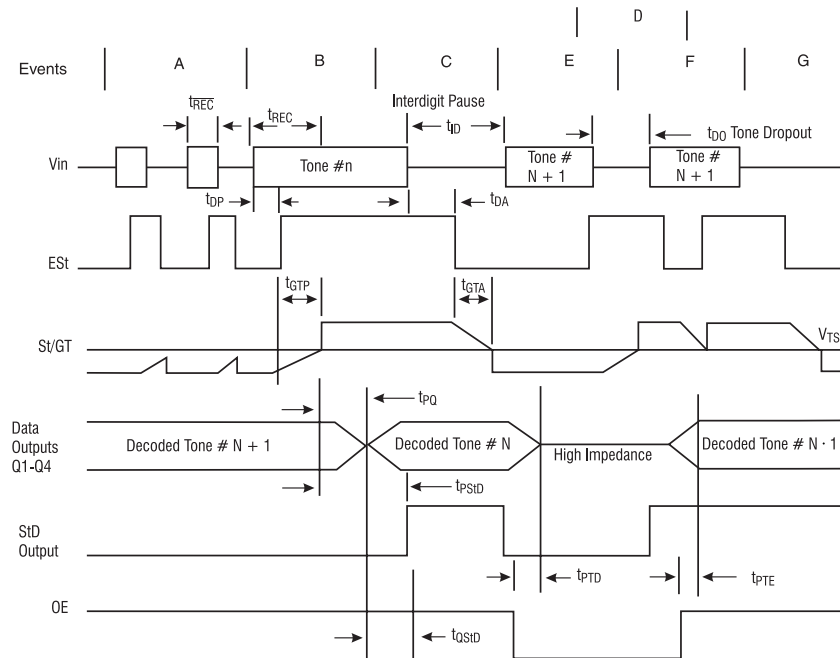 D
Events
A
B
C
E
F
G
tREC
tREC
Interdigit Pause
tID
tDO Tone Dropout
Vin
Tone #n
Tone #
N + 1
Tone #
N + 1
tDP
tDA
ESt
tGTP
tGTA
St/GT
VTS
tPQ
Data
Outputs
Q1-Q4
Decoded Tone # N + 1
Decoded Tone # N
High Impedance
Decoded Tone # N · 1
tPStD
StD
Output
tPTD
tPTE
OE
tQStD